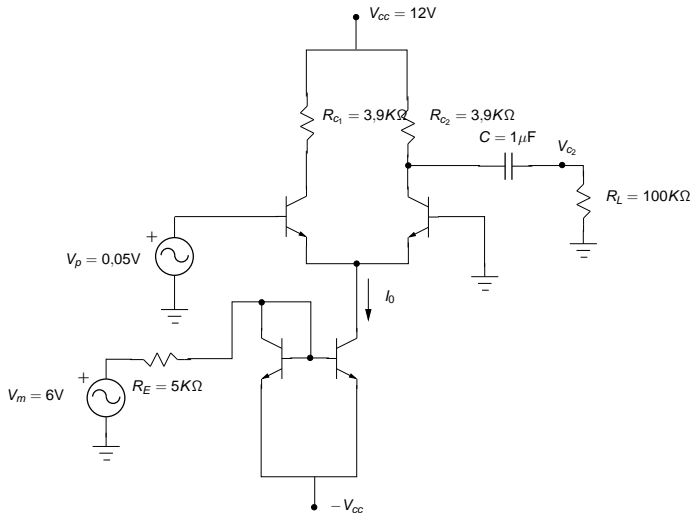 V_cc = 12V
R_c1 = 3,9KΩ
R_c2 = 3,9KΩ
C = 1μF
V_c2
R_L = 100KΩ
+
V_p = 0,05V
I_0
+
V_m = 6V
R_E = 5KΩ
−V_cc